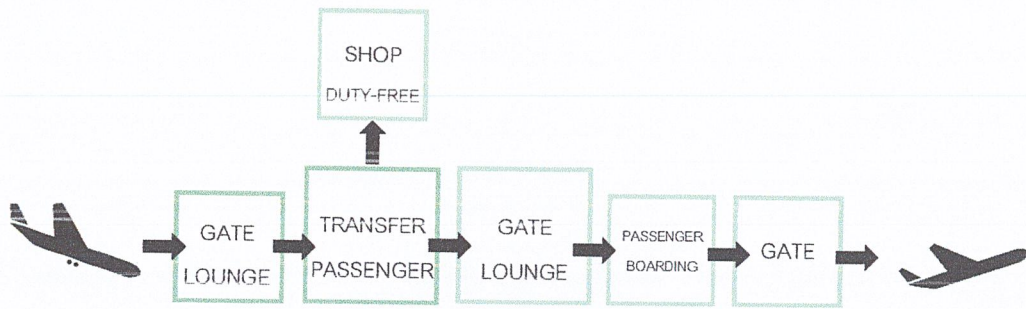 SHOP
DUTY-FREE
GATE
LOUNGE
TRANSFER
PASSENGER
GATE
LOUNGE
PASSENGER
BOARDING
GATE